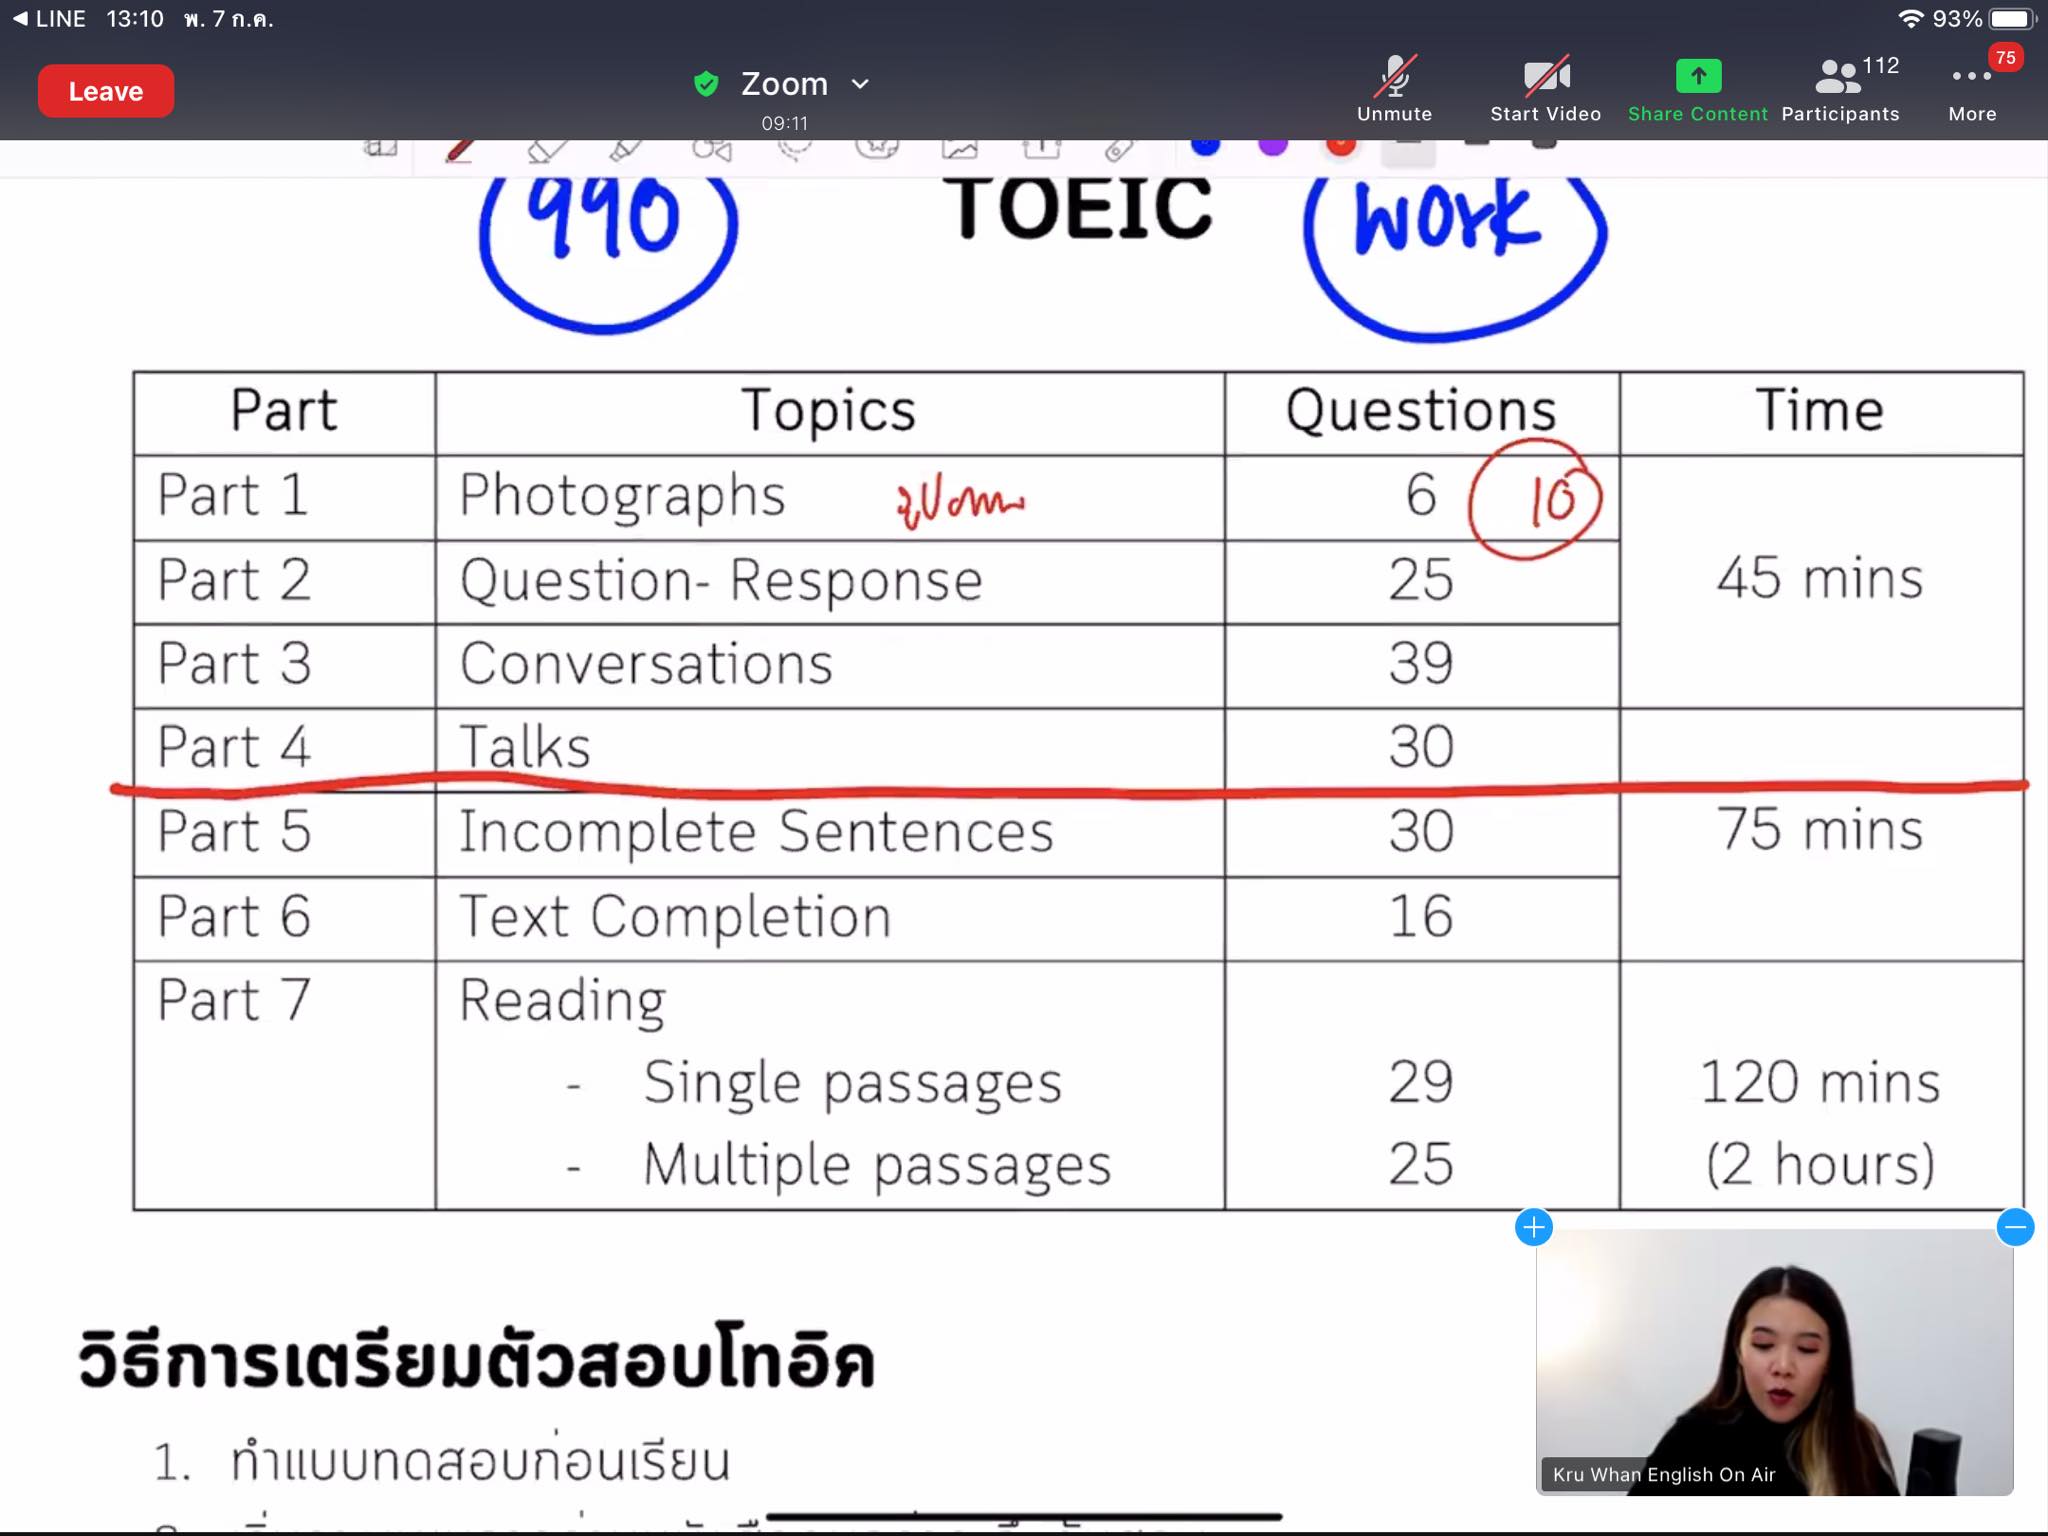 LINE 13:10 พ. 7 ก.ค. 93%
Leave Zoom 09:11 Unmute Start Video Share Content Participants 112 More 75
990 TOEIC work
Part Topics Questions Time
Part 1 Photographs รูปภาพ 6 10
Part 2 Question- Response 25 45 mins
Part 3 Conversations 39
Part 4 Talks 30
Part 5 Incomplete Sentences 30 75 mins
Part 6 Text Completion 16
Part 7 Reading
- Single passages 29 120 mins
- Multiple passages 25 (2 hours)
วิธีการเตรียมตัวสอบโทอิค
1. ทำแบบทดสอบก่อนเรียน
Kru Whan English On Air